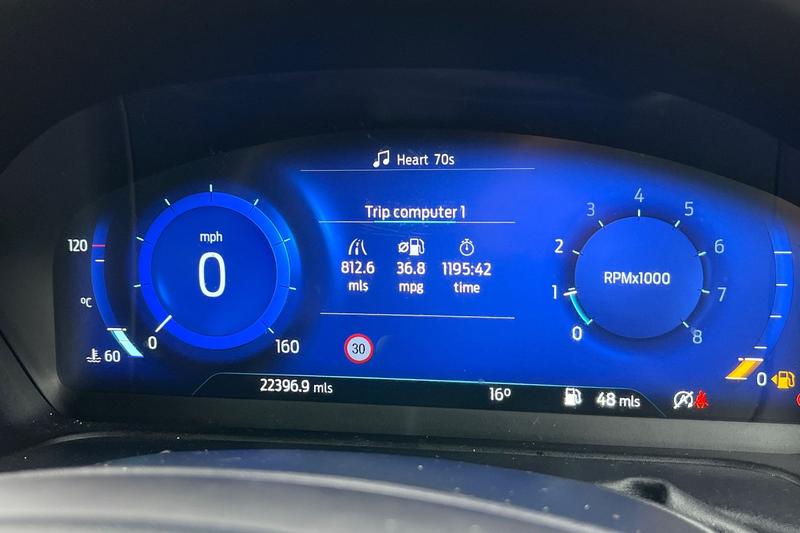 Heart 70s
Trip computer 1
812.6 mls
36.8 mpg
1195:42 time
mph
0
0
160
120
°C
60
30
RPMx1000
0
1
2
3
4
5
6
7
8
0
22396.9 mls
16°
48 mls